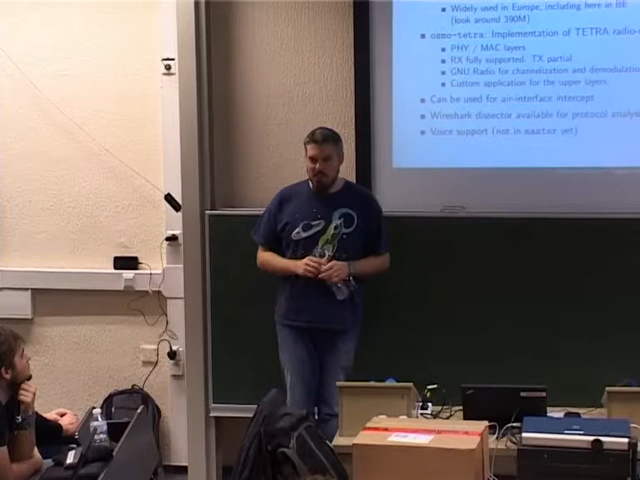 Widely used in Europe, including here in BE
(look around 390M)
osmo-tetra: Implementation of TETRA radio-
PHY / MAC layers
RX fully supported. TX partial
GNU Radio for channelization and demodulation
Custom application for the upper layers
Can be used for air-interface intercept
Wireshark dissector available for protocol analysis
Voice support (not in master yet)